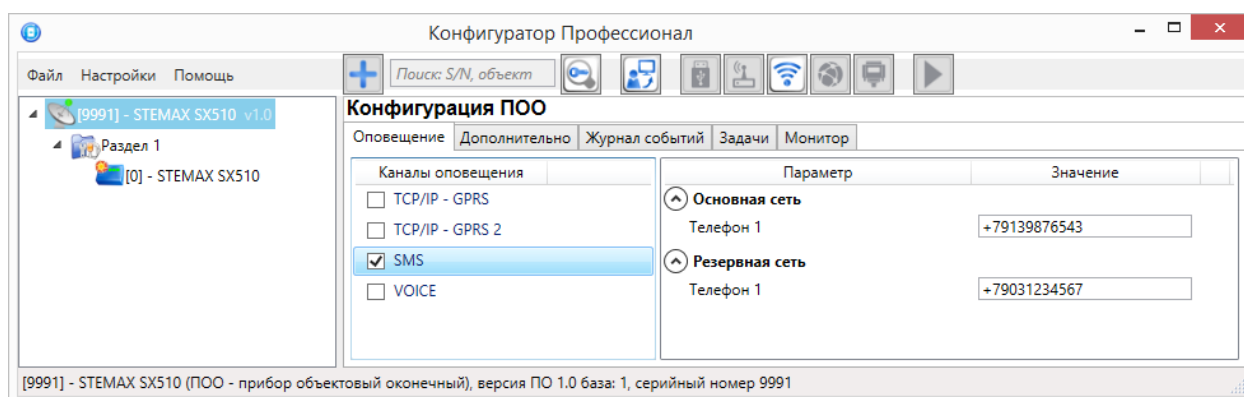 Конфигуратор Профессионал
Файл Настройки Помощь
Поиск: S/N, объект
[9991] - STEMAX SX510 v1.0
Раздел 1
[0] - STEMAX SX510
Конфигурация ПОО
Оповещение Дополнительно Журнал событий Задачи Монитор
Каналы оповещения
TCP/IP - GPRS
TCP/IP - GPRS 2
SMS
VOICE
Параметр Значение
Основная сеть
Телефон 1 +79139876543
Резервная сеть
Телефон 1 +79031234567
[9991] - STEMAX SX510 (ПОО - прибор объектовый оконечный), версия ПО 1.0 база: 1, серийный номер 9991